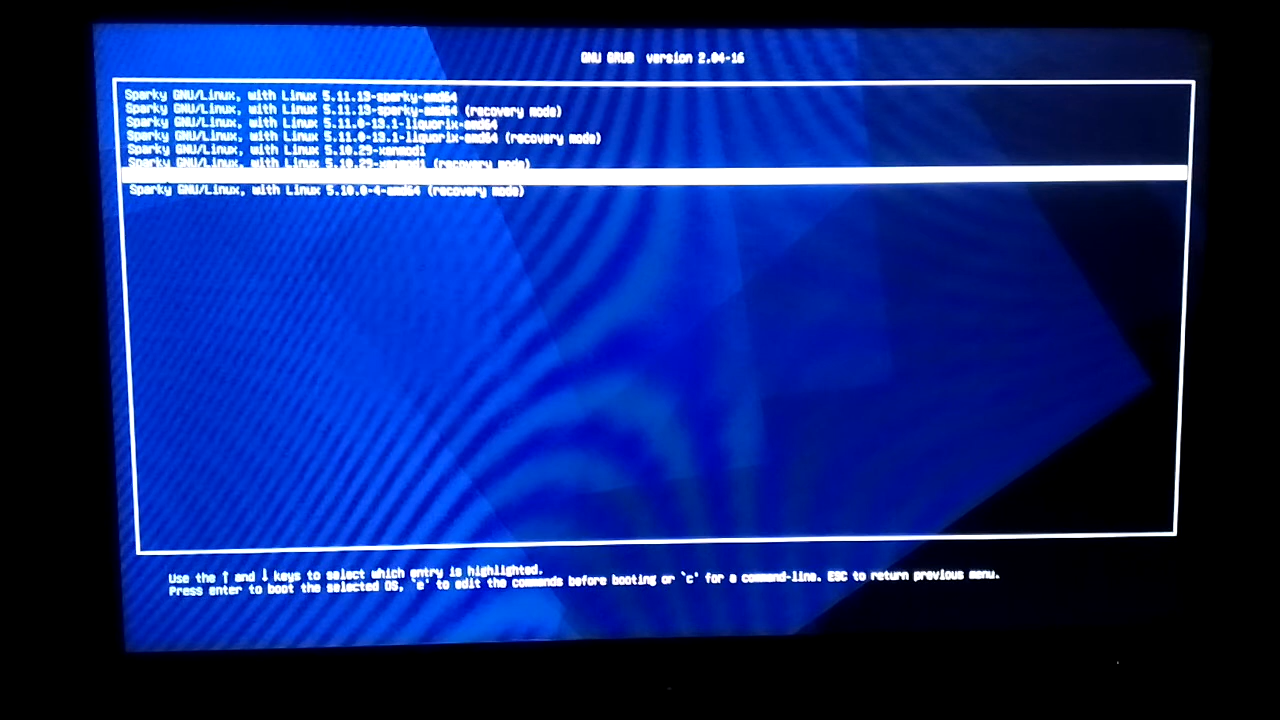 GNU GRUB version 2.04-16
Sparky GNU/Linux, with Linux 5.11.13-sparky-amd64
Sparky GNU/Linux, with Linux 5.11.13-sparky-amd64 (recovery mode)
Sparky GNU/Linux, with Linux 5.11.0-13.1-liquorix-amd64
Sparky GNU/Linux, with Linux 5.11.0-13.1-liquorix-amd64 (recovery mode)
Sparky GNU/Linux, with Linux 5.10.29-xanmod1
Sparky GNU/Linux, with Linux 5.10.29-xanmod1 (recovery mode)
Sparky GNU/Linux, with Linux 5.10.0-4-amd64 (recovery mode)
Use the ↑ and ↓ keys to select which entry is highlighted.
Press enter to boot the selected OS, `e' to edit the commands before booting or `c' for a command-line. ESC to return previous menu.